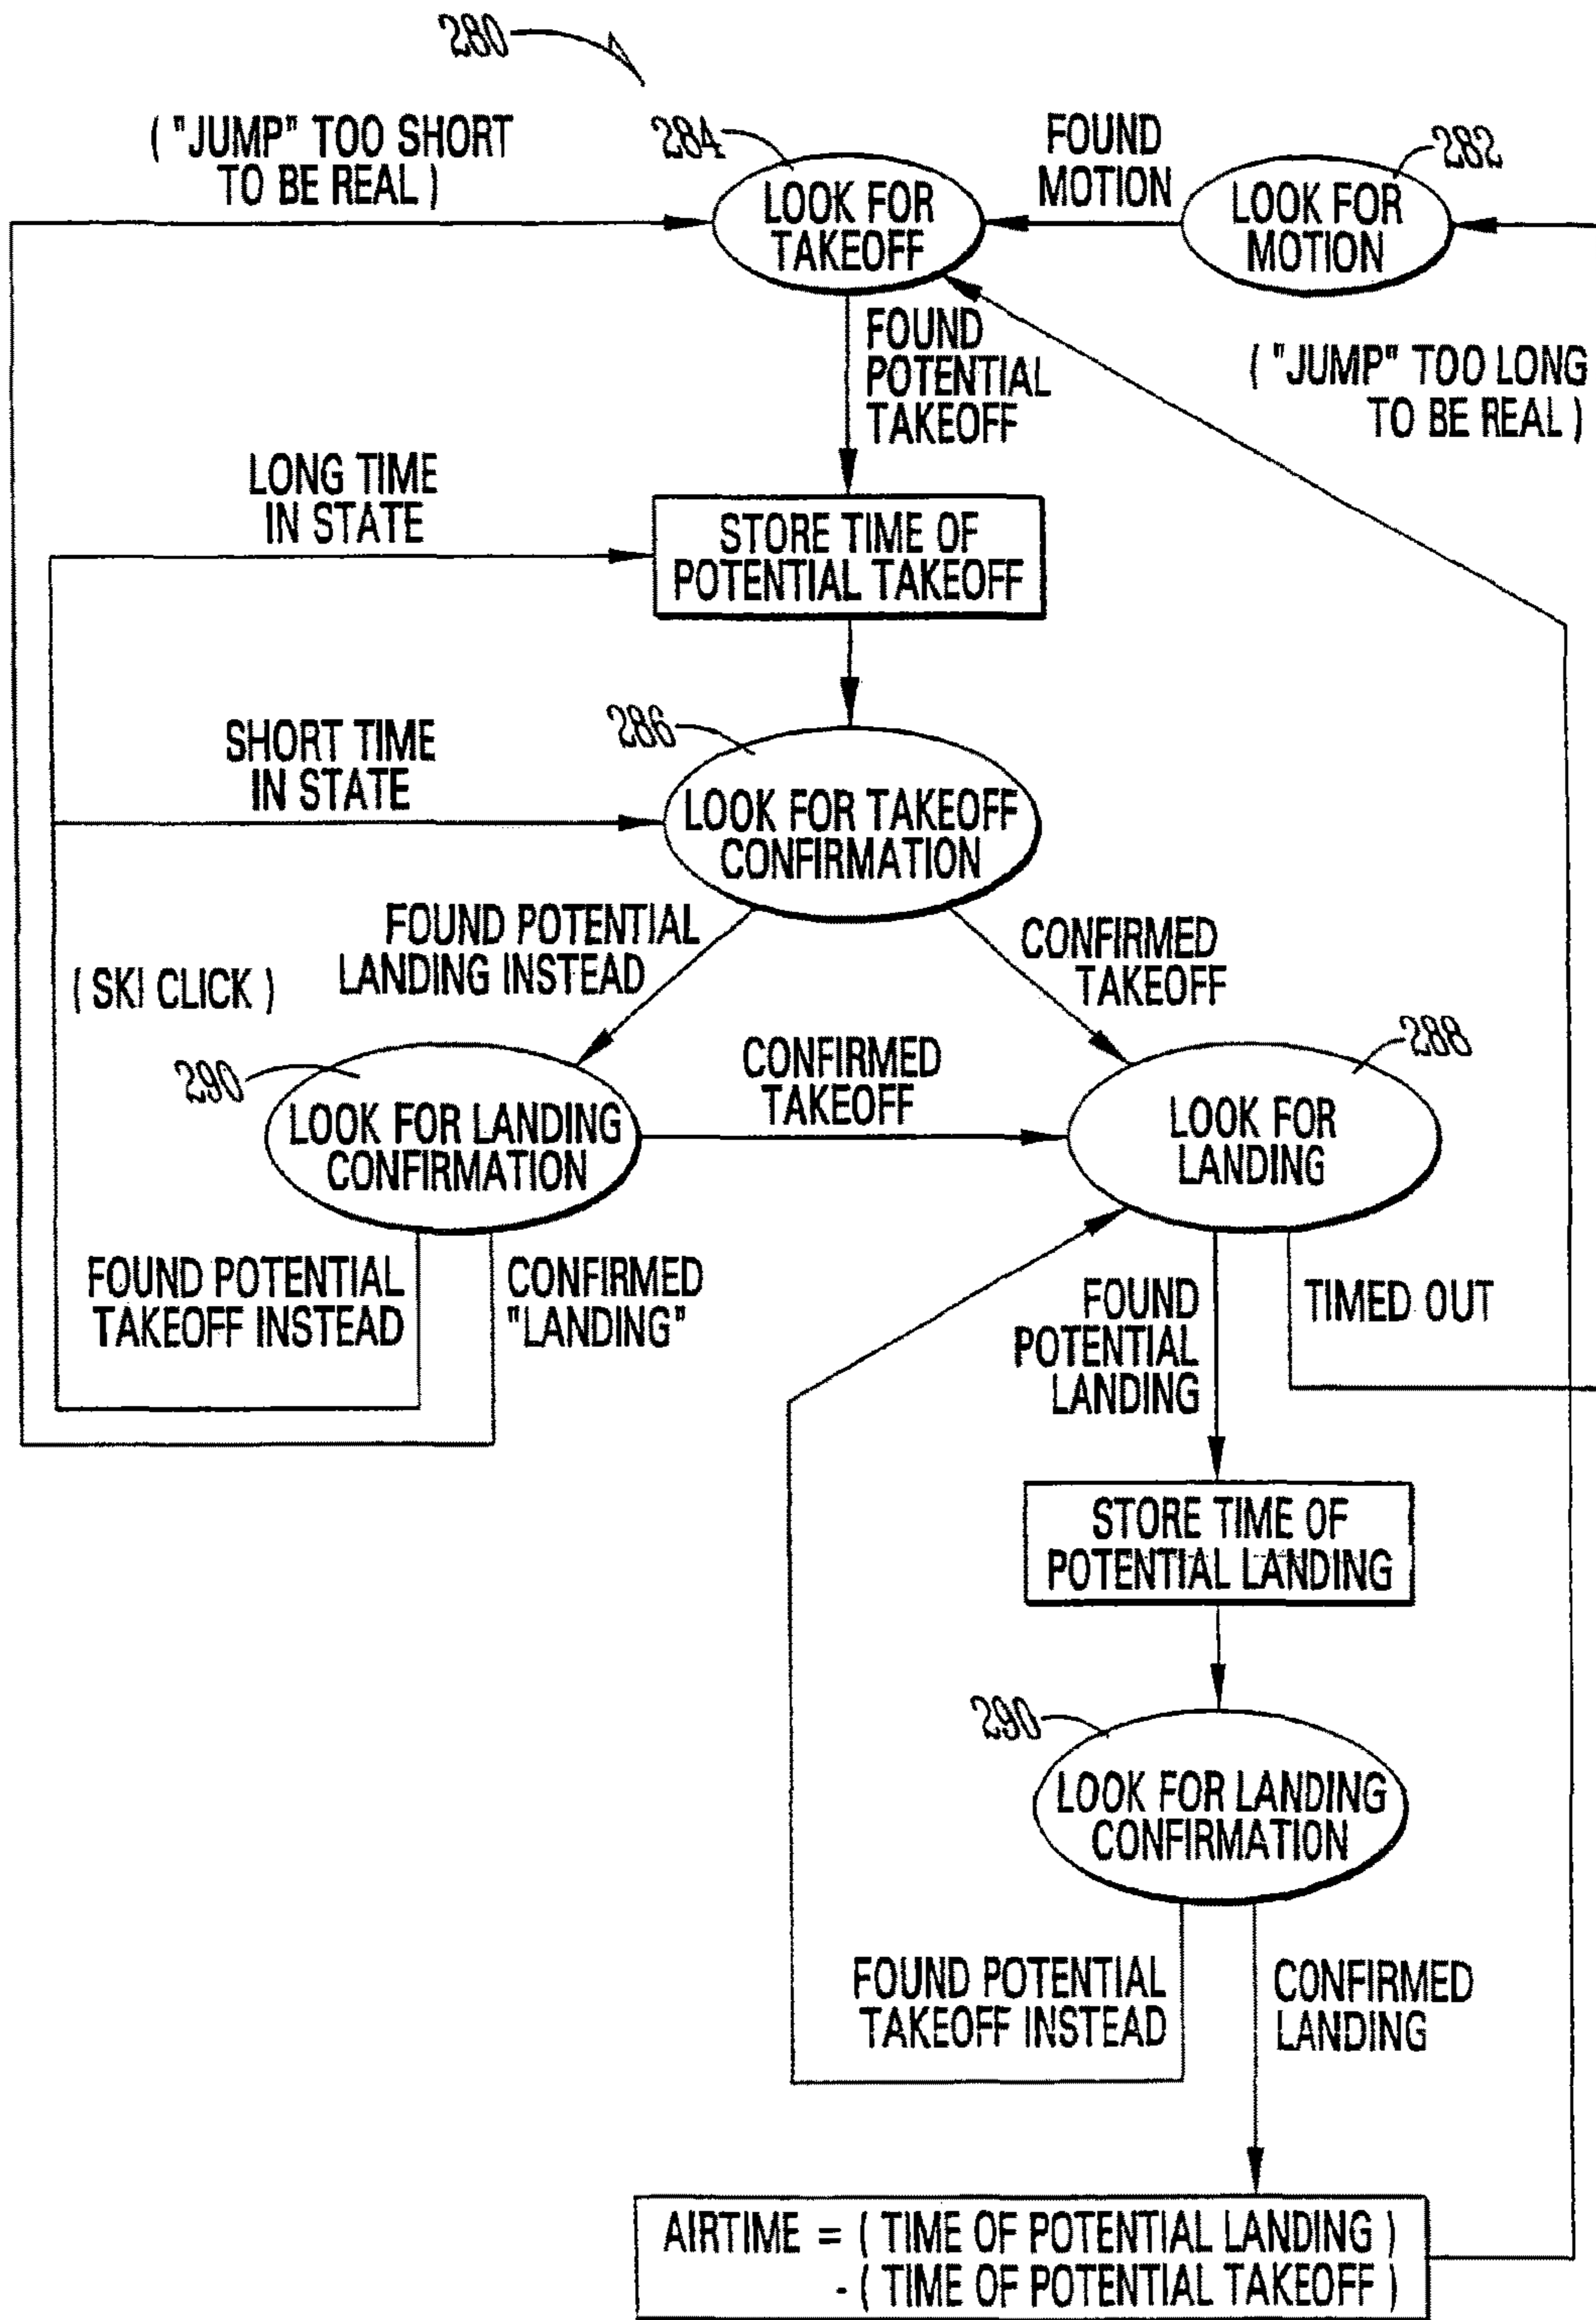 280
( "JUMP" TOO SHORT
TO BE REAL )
284
LOOK FOR
TAKEOFF
FOUND
MOTION
282
LOOK FOR
MOTION
FOUND
POTENTIAL
TAKEOFF
( "JUMP" TOO LONG
TO BE REAL )
LONG TIME
IN STATE
STORE TIME OF
POTENTIAL TAKEOFF
SHORT TIME
IN STATE
286
LOOK FOR TAKEOFF
CONFIRMATION
FOUND POTENTIAL
LANDING INSTEAD
CONFIRMED
TAKEOFF
( SKI CLICK )
290
LOOK FOR LANDING
CONFIRMATION
CONFIRMED
TAKEOFF
288
LOOK FOR
LANDING
FOUND POTENTIAL
TAKEOFF INSTEAD
CONFIRMED
"LANDING"
FOUND
POTENTIAL
LANDING
TIMED OUT
STORE TIME OF
POTENTIAL LANDING
290
LOOK FOR LANDING
CONFIRMATION
FOUND POTENTIAL
TAKEOFF INSTEAD
CONFIRMED
LANDING
AIRTIME = ( TIME OF POTENTIAL LANDING )
- ( TIME OF POTENTIAL TAKEOFF )